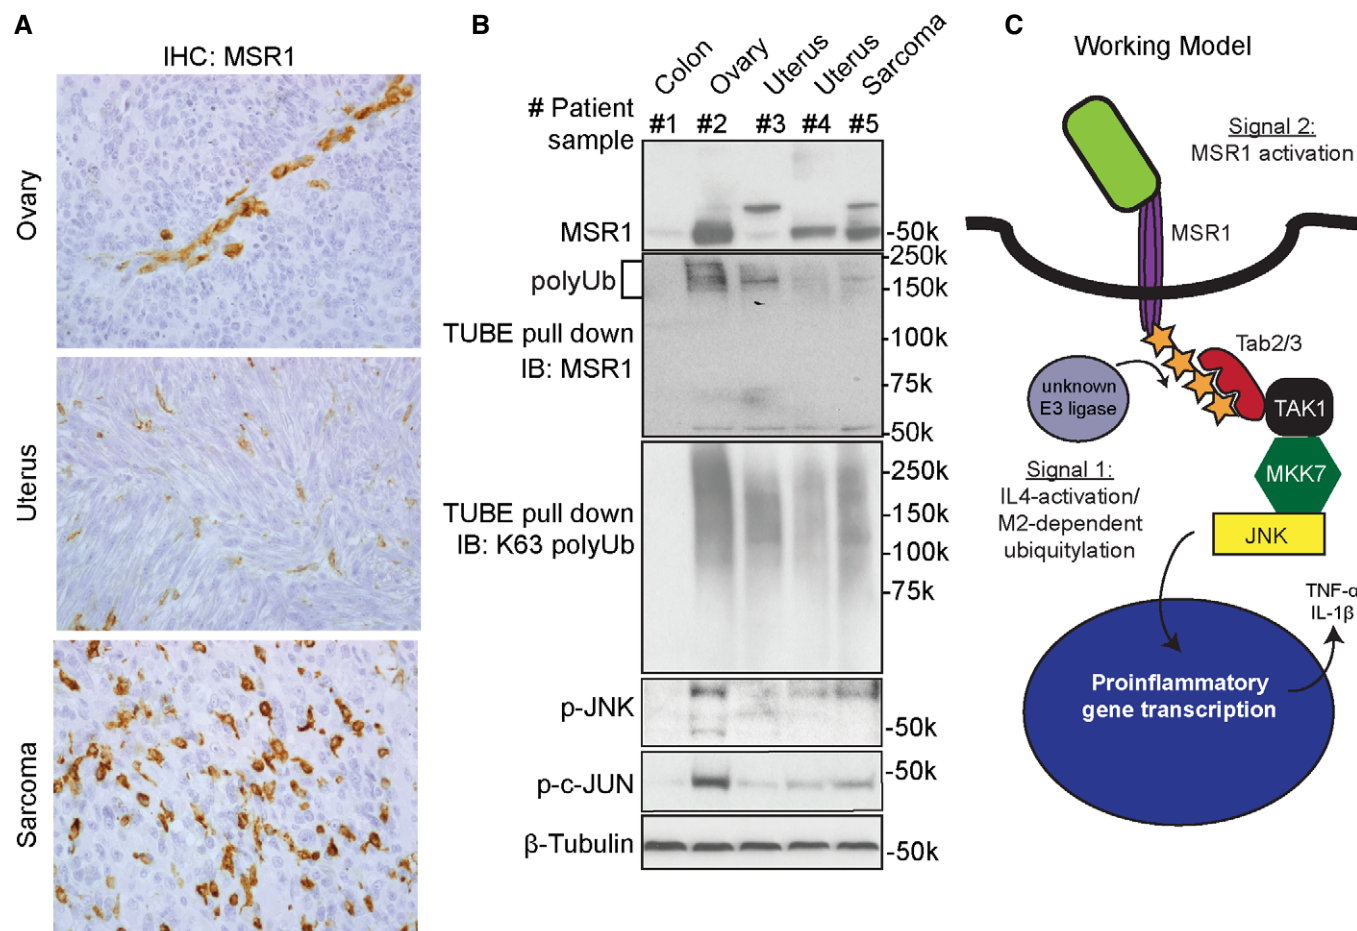 A
IHC: MSR1
Ovary
Uterus
Sarcoma
B
Colon
Ovary
Uterus
Uterus
Sarcoma
# Patient
sample
#1 #2 #3 #4 #5
MSR1
-50k
polyUb
TUBE pull down
IB: MSR1
-250k
-150k
-100k
-75k
-50k
TUBE pull down
IB: K63 polyUb
-250k
-150k
-100k
-75k
p-JNK
-50k
p-c-JUN
-50k
β-Tubulin
-50k
C
Working Model
Signal 2:
MSR1 activation
MSR1
Tab2/3
unknown
E3 ligase
TAK1
MKK7
JNK
Signal 1:
IL4-activation/
M2-dependent
ubiquitylation
TNF-α
IL-1β
Proinflammatory
gene transcription